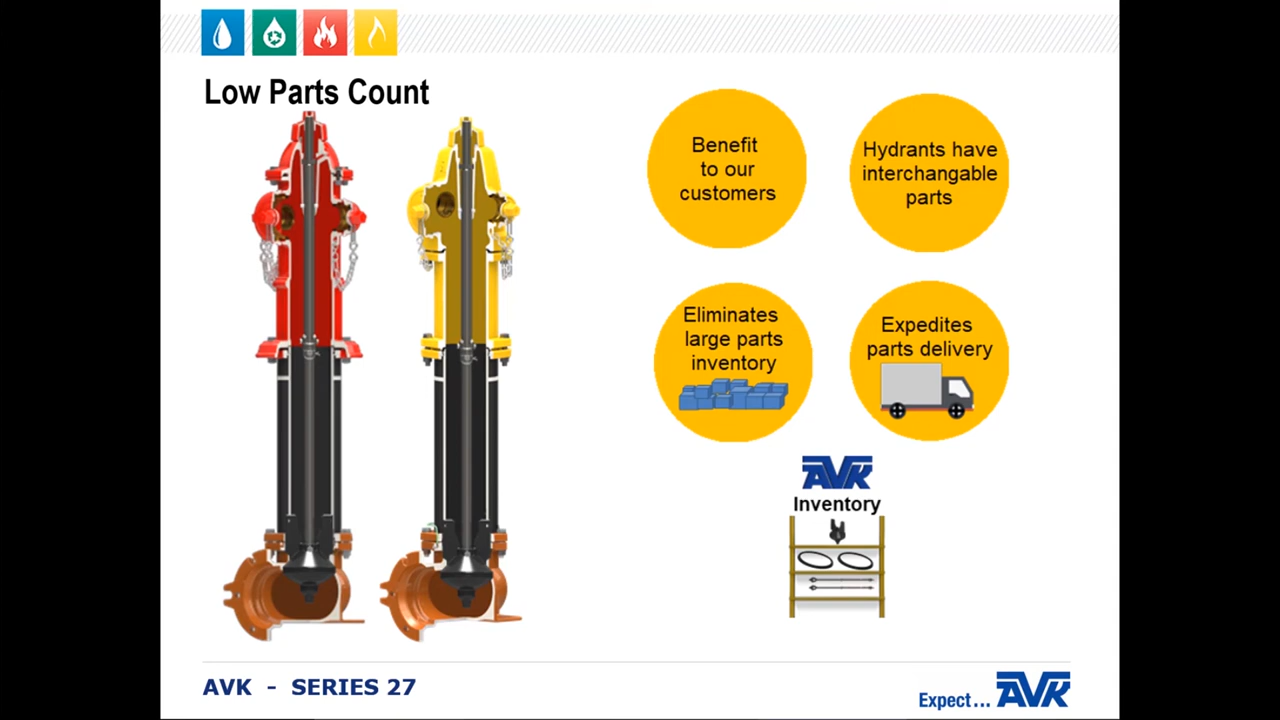 Low Parts Count
Benefit
to our
customers
Hydrants have
interchangable
parts
Eliminates
large parts
inventory
Expedites
parts delivery
AVK
Inventory
AVK - SERIES 27
Expect... AVK